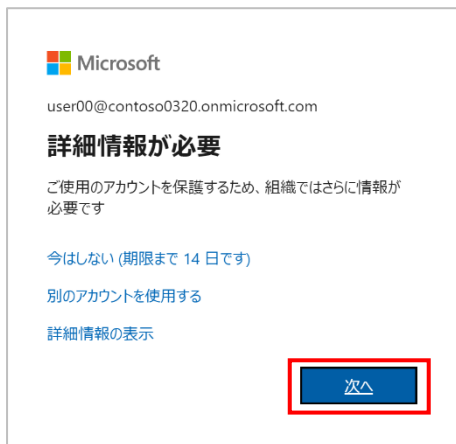 Microsoft
user00@contoso0320.onmicrosoft.com
詳細情報が必要
ご使用のアカウントを保護するため、組織ではさらに情報が
必要です
今はしない (期限まで 14 日です)
別のアカウントを使用する
詳細情報の表示
次へ